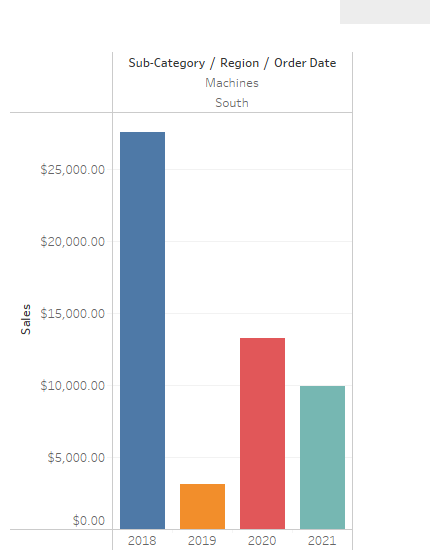 Sub-Category / Region / Order Date
Machines
South
$25,000.00
$20,000.00
$15,000.00
$10,000.00
$5,000.00
$0.00
Sales
2018 2019 2020 2021